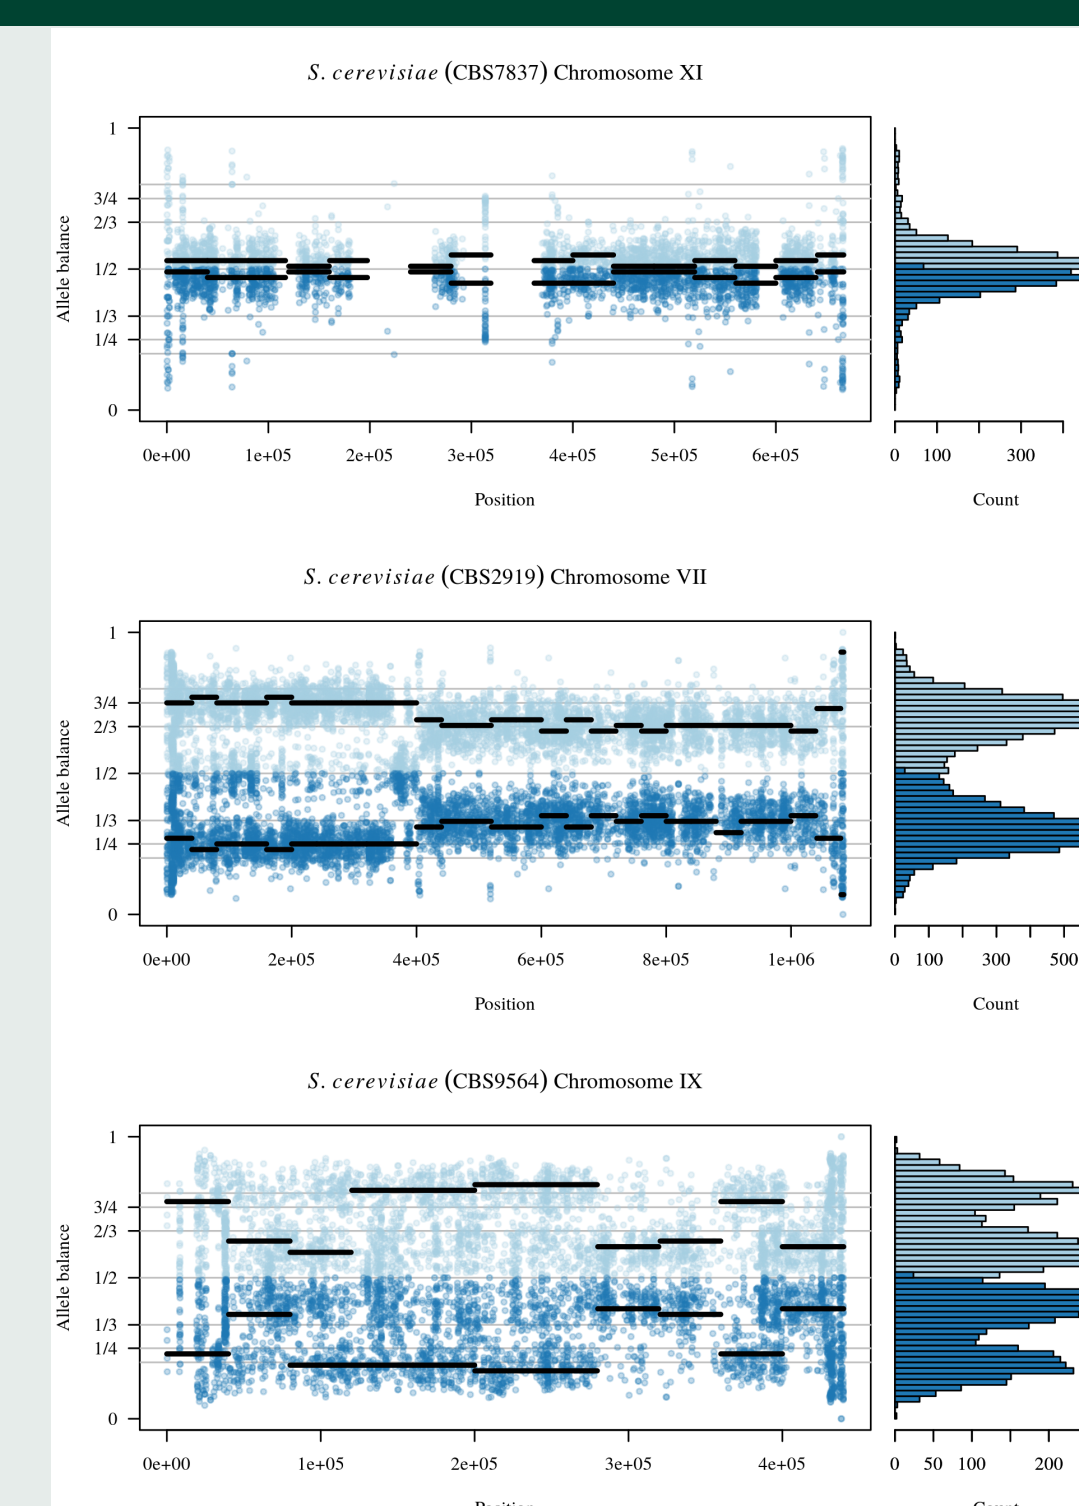 S. cerevisiae (CBS7837) Chromosome XI
Allele balance
1
3/4
2/3
1/2
1/3
1/4
0
0e+00 1e+05 2e+05 3e+05 4e+05 5e+05 6e+05
Position
0 100 300
Count
S. cerevisiae (CBS2919) Chromosome VII
Allele balance
1
3/4
2/3
1/2
1/3
1/4
0
0e+00 2e+05 4e+05 6e+05 8e+05 1e+06
Position
0 100 300 500
Count
S. cerevisiae (CBS9564) Chromosome IX
Allele balance
1
3/4
2/3
1/2
1/3
1/4
0
0e+00 1e+05 2e+05 3e+05 4e+05
0 50 100 200